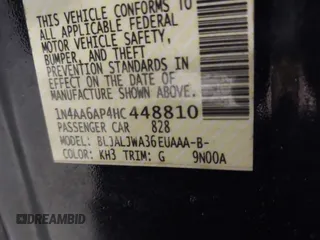 THIS VEHICLE CONFORMS TO
ALL APPLICABLE FEDERAL
MOTOR VEHICLE SAFETY,
BUMPER, AND THEFT
PREVENTION STANDARDS IN
EFFECT ON THE DATE OF
MANUFACTURE SHOWN ABOVE.
1N4AA6AP4HC448810
PASSENGER CAR 828
MODEL: BLJALJWA36EUAAA-B-
COLOR: KH3 TRIM: G 9N00A
DREAMBID